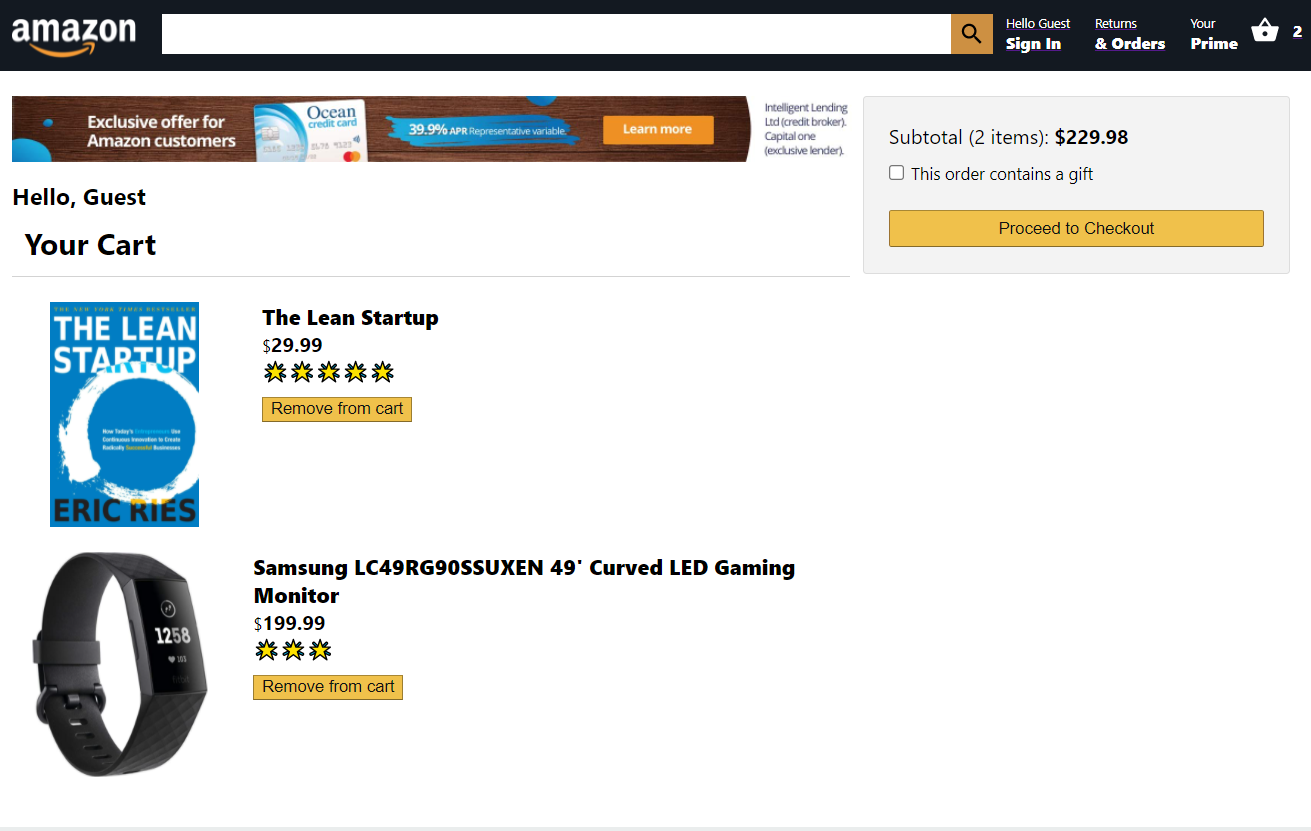 amazon
Hello Guest
Sign In
Returns
& Orders
Your
Prime
2
Exclusive offer for
Amazon customers
Ocean
credit card
39.9% APR Representative variable.
Learn more
Intelligent Lending
Ltd (credit broker).
Capital one
(exclusive lender).
Subtotal (2 items): $229.98
This order contains a gift
Proceed to Checkout
Hello, Guest
Your Cart
THE NEW YORK TIMES BESTSELLER
THE LEAN
STARTUP
How Today's Entrepreneurs Use
Continuous Innovation to Create
Radically Successful Businesses
ERIC RIES
The Lean Startup
$29.99
Remove from cart
1258
Samsung LC49RG90SSUXEN 49' Curved LED Gaming
Monitor
$199.99
Remove from cart